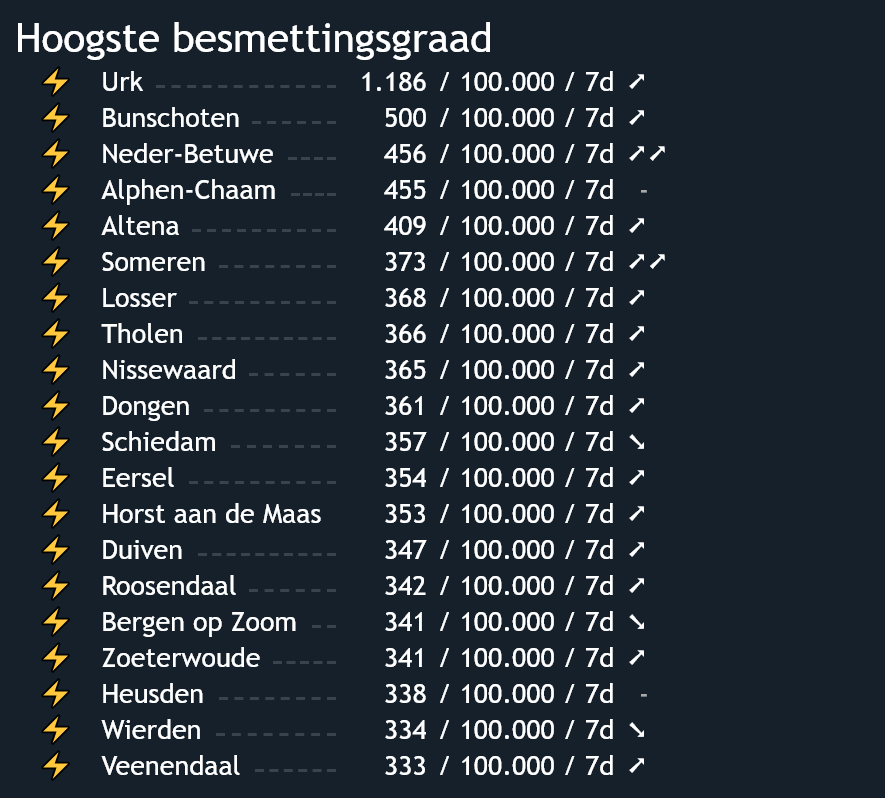 Hoogste besmettingsgraad
⚡ Urk ------------- 1.186 / 100.000 / 7d ➚
⚡ Bunschoten ------ 500 / 100.000 / 7d ➚
⚡ Neder-Betuwe ---- 456 / 100.000 / 7d ➚➚
⚡ Alphen-Chaam ---- 455 / 100.000 / 7d -
⚡ Altena ---------- 409 / 100.000 / 7d ➚
⚡ Someren -------- 373 / 100.000 / 7d ➚➚
⚡ Losser ---------- 368 / 100.000 / 7d ➚
⚡ Tholen ---------- 366 / 100.000 / 7d ➚
⚡ Nissewaard ------ 365 / 100.000 / 7d ➚
⚡ Dongen --------- 361 / 100.000 / 7d ➚
⚡ Schiedam ------- 357 / 100.000 / 7d ➘
⚡ Eersel ---------- 354 / 100.000 / 7d ➚
⚡ Horst aan de Maas 353 / 100.000 / 7d ➚
⚡ Duiven ---------- 347 / 100.000 / 7d ➚
⚡ Roosendaal ------ 342 / 100.000 / 7d ➚
⚡ Bergen op Zoom -- 341 / 100.000 / 7d ➘
⚡ Zoeterwoude ----- 341 / 100.000 / 7d ➚
⚡ Heusden -------- 338 / 100.000 / 7d -
⚡ Wierden -------- 334 / 100.000 / 7d ➘
⚡ Veenendaal ------ 333 / 100.000 / 7d ➚